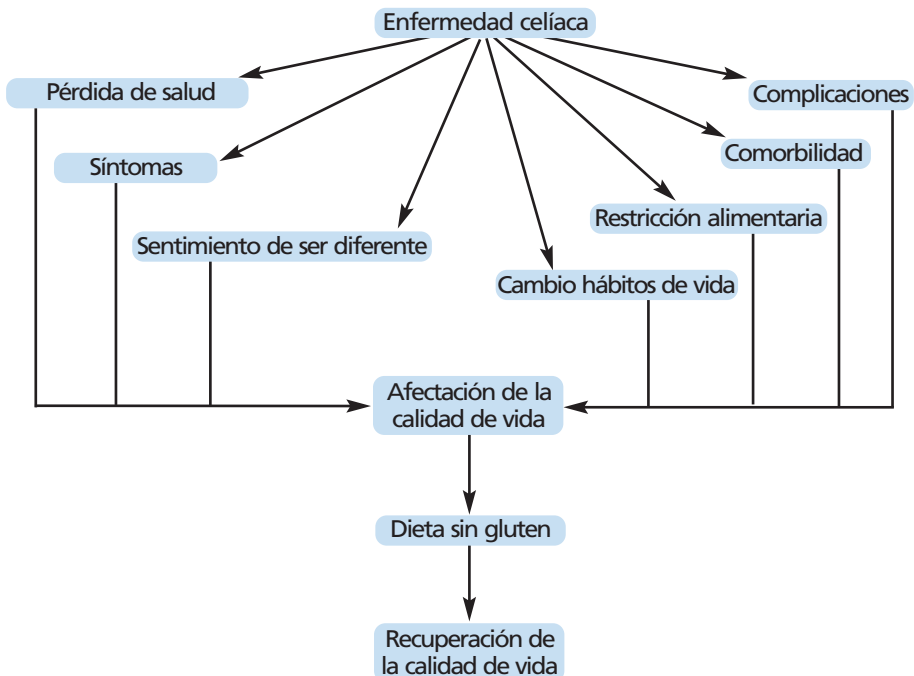 Enfermedad celíaca
Pérdida de salud
Complicaciones
Síntomas
Comorbilidad
Sentimiento de ser diferente
Restricción alimentaria
Cambio hábitos de vida
Afectación de la
calidad de vida
Dieta sin gluten
Recuperación de
la calidad de vida